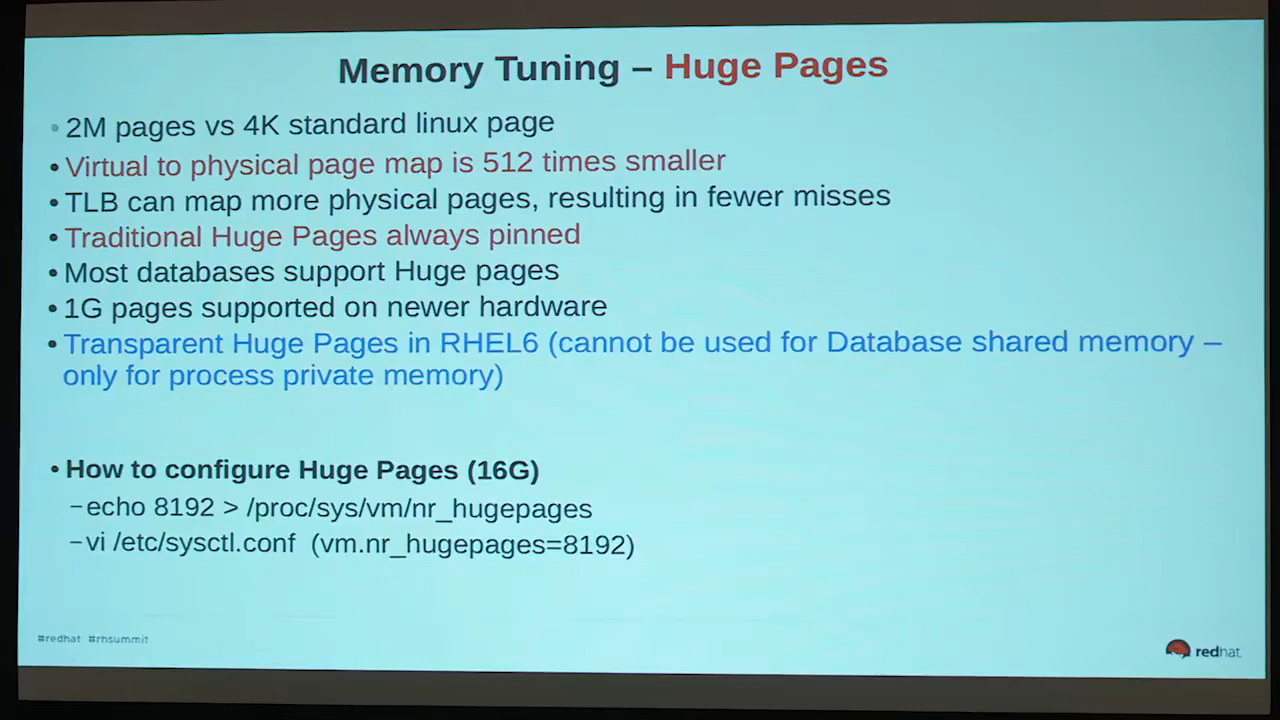 Memory Tuning – Huge Pages
• 2M pages vs 4K standard linux page
• Virtual to physical page map is 512 times smaller
• TLB can map more physical pages, resulting in fewer misses
• Traditional Huge Pages always pinned
• Most databases support Huge pages
• 1G pages supported on newer hardware
• Transparent Huge Pages in RHEL6 (cannot be used for Database shared memory –
only for process private memory)
• How to configure Huge Pages (16G)
–echo 8192 > /proc/sys/vm/nr_hugepages
–vi /etc/sysctl.conf (vm.nr_hugepages=8192)
#redhat #rhsummit
redhat.